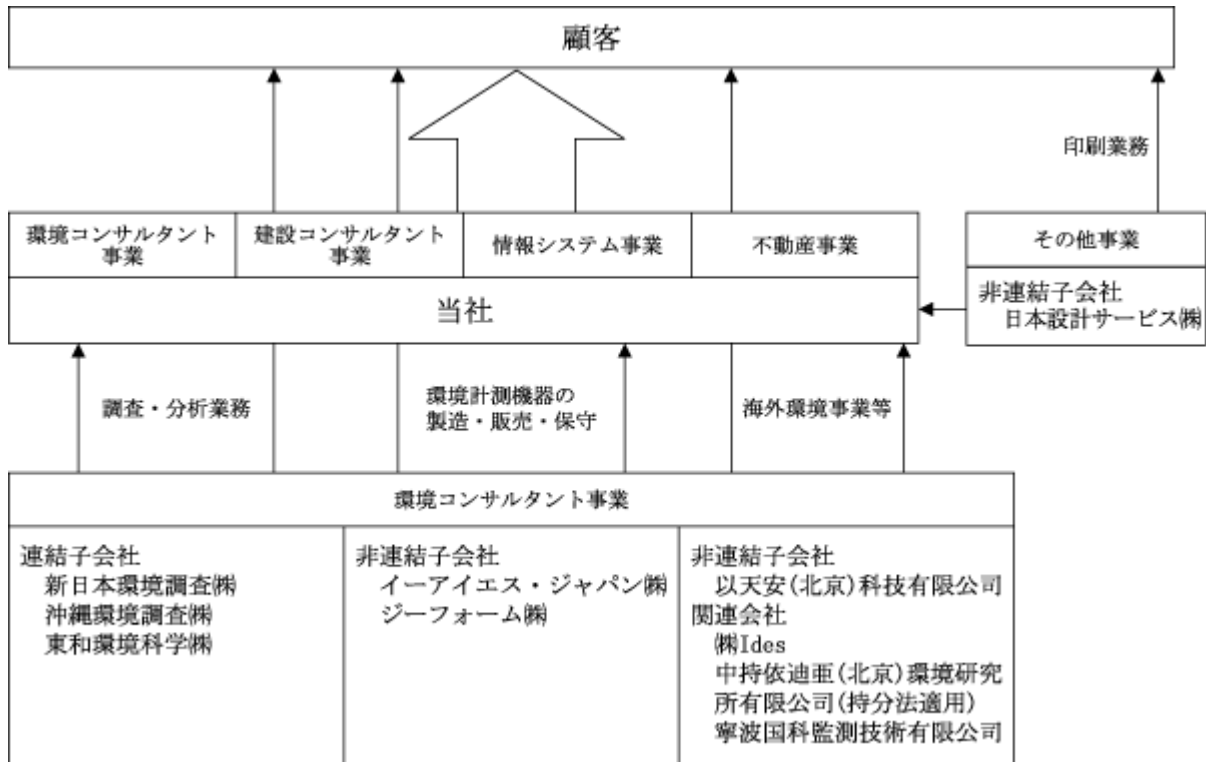 顧客
印刷業務
環境コンサルタント
事業
建設コンサルタント
事業
情報システム事業
不動産事業
その他事業
非連結子会社
日本設計サービス㈱
当社
調査・分析業務
環境計測機器の
製造・販売・保守
海外環境事業等
環境コンサルタント事業
連結子会社
新日本環境調査㈱
沖縄環境調査㈱
東和環境科学㈱
非連結子会社
イーアイエス・ジャパン㈱
ジーフォーム㈱
非連結子会社
以天安(北京)科技有限公司
関連会社
㈱Ides
中持依迪亜(北京)環境研究
所有限公司(持分法適用)
寧波国科監測技術有限公司